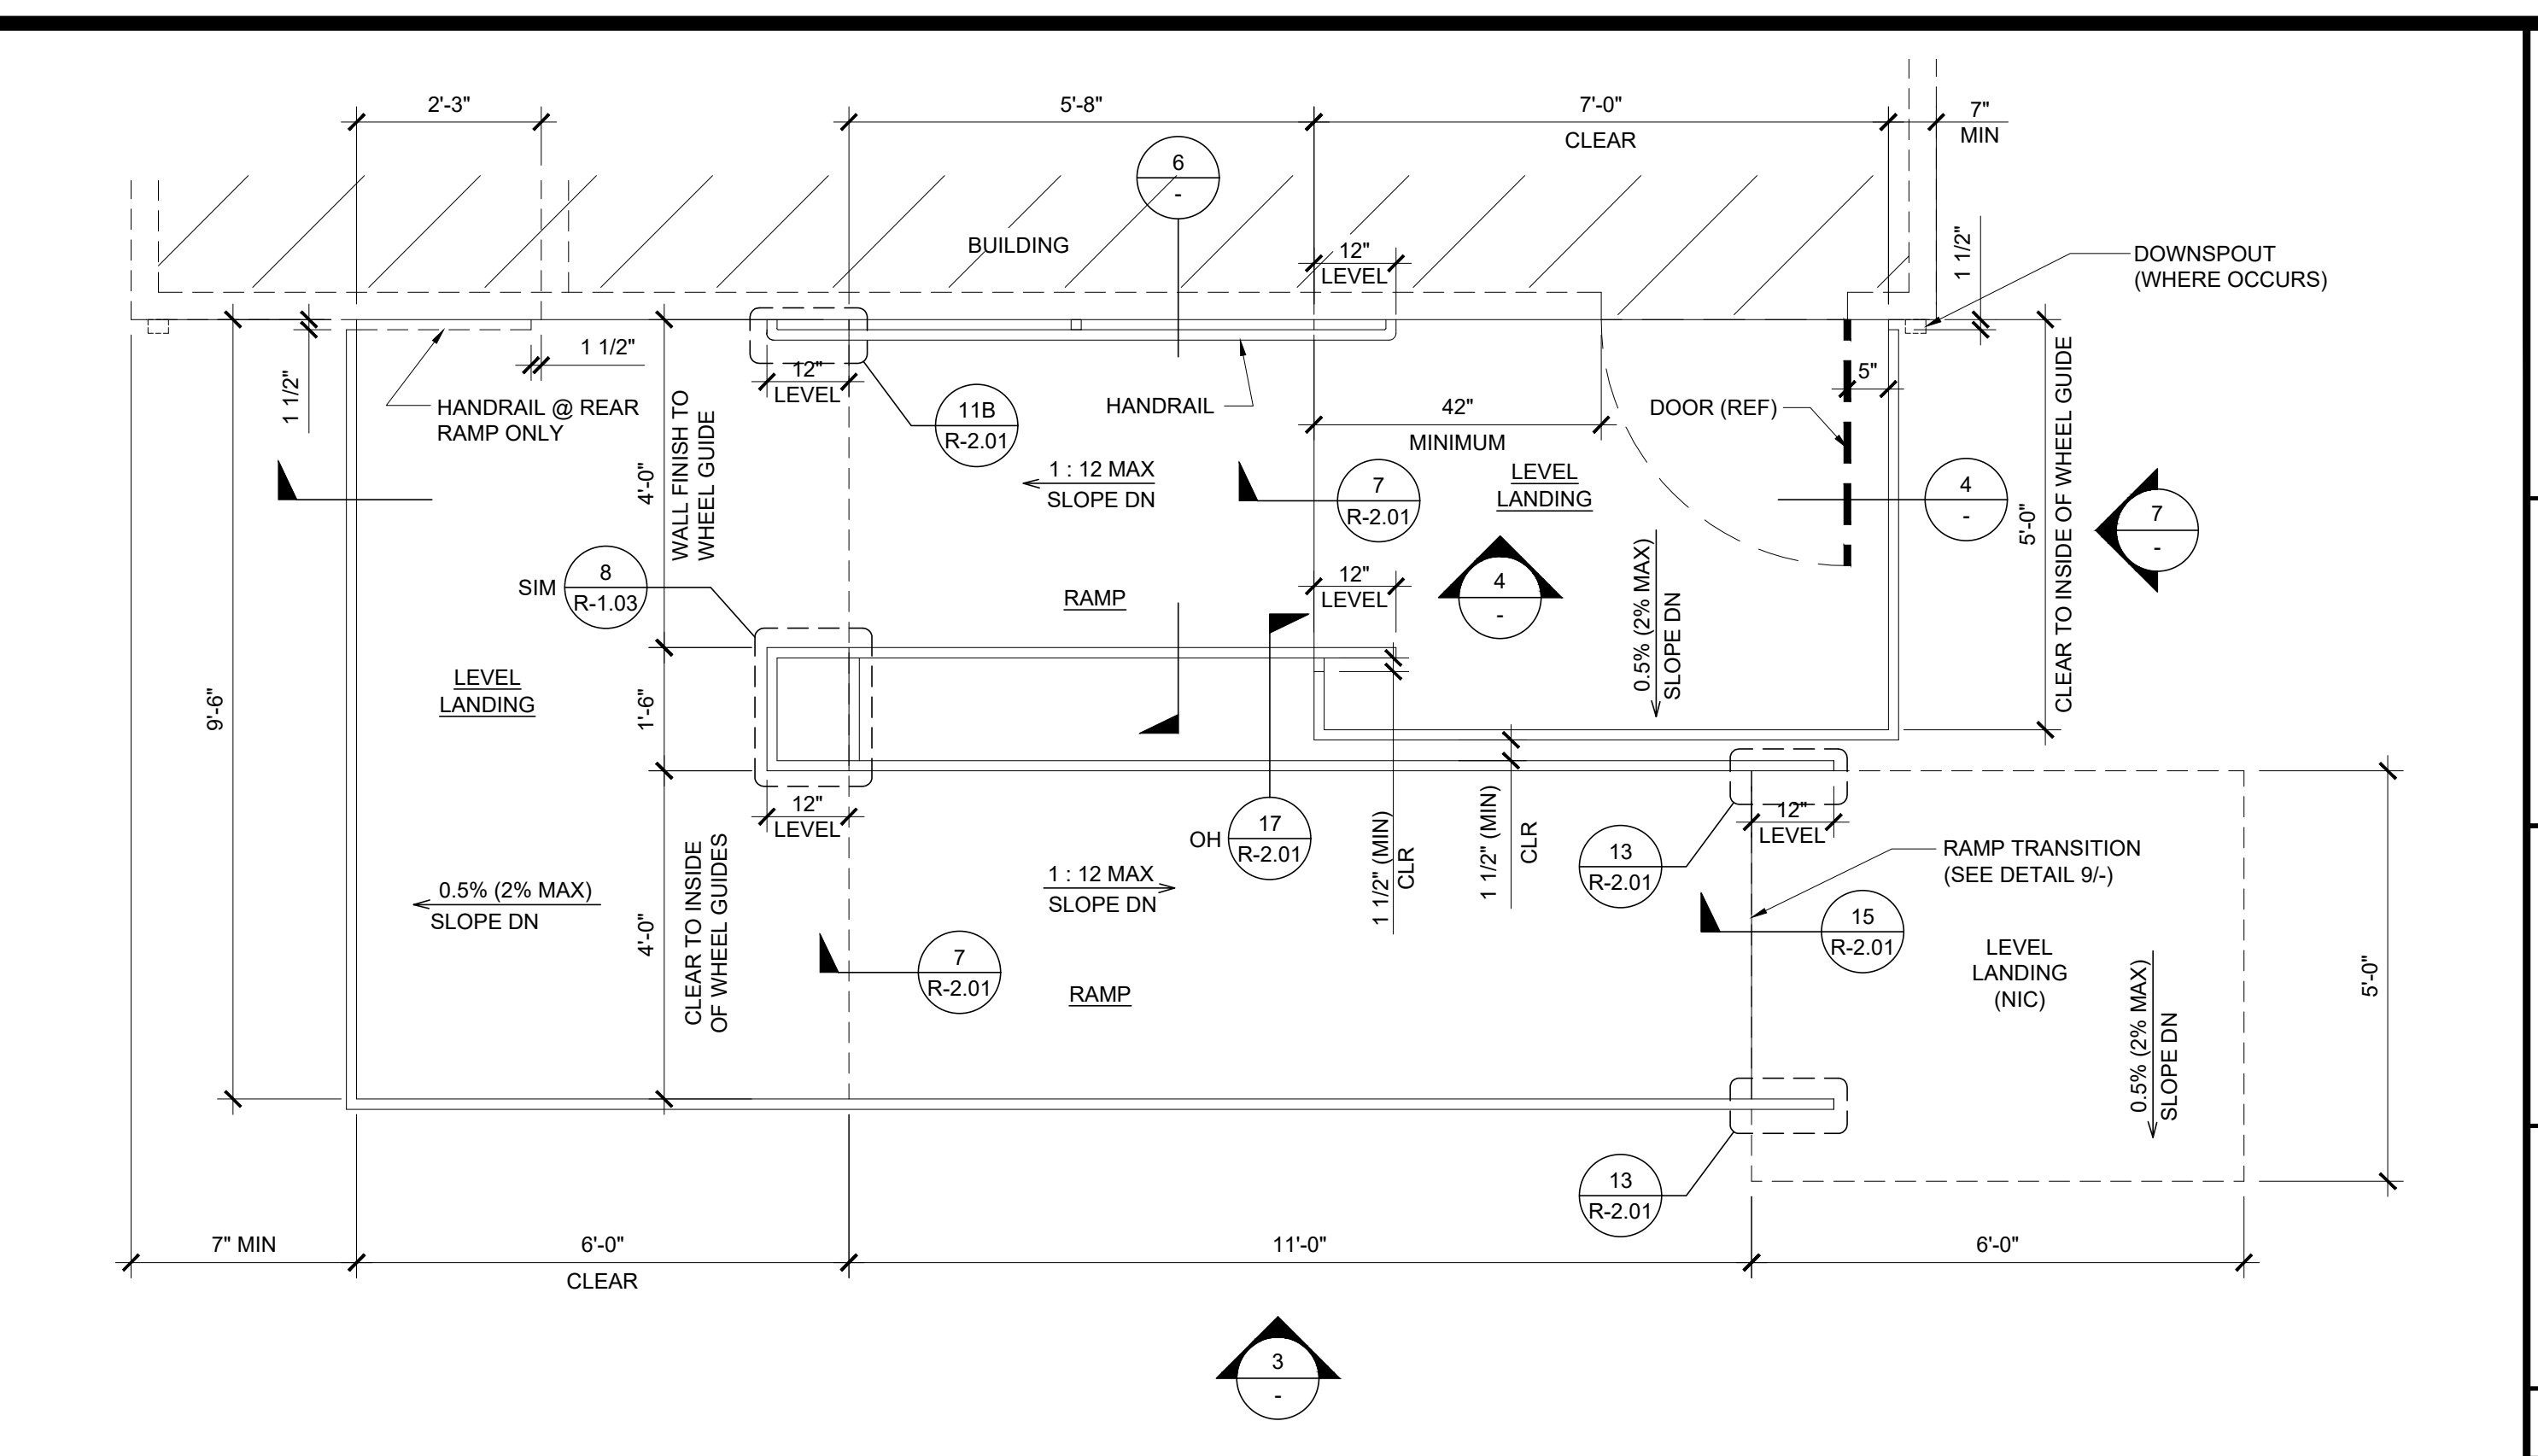 2'-3"
5'-8"
7'-0"
CLEAR
7"
MIN
6
-
BUILDING
12"
LEVEL
1 1/2"
DOWNSPOUT
(WHERE OCCURS)
1 1/2"
1 1/2"
HANDRAIL @ REAR
RAMP ONLY
12"
LEVEL
11B
R-2.01
HANDRAIL
42"
MINIMUM
DOOR (REF)
5"
4'-0"
WALL FINISH TO
WHEEL GUIDE
1 : 12 MAX
SLOPE DN
7
R-2.01
LEVEL
LANDING
4
-
5'-0"
CLEAR TO INSIDE OF WHEEL GUIDE
7
-
SIM
8
R-1.03
RAMP
12"
LEVEL
4
-
0.5% (2% MAX)
SLOPE DN
9'-6"
LEVEL
LANDING
1'-6"
12"
LEVEL
OH
17
R-2.01
1 1/2" (MIN)
CLR
1 1/2" (MIN)
CLR
13
R-2.01
12"
LEVEL
RAMP TRANSITION
(SEE DETAIL 9/-)
0.5% (2% MAX)
SLOPE DN
4'-0"
CLEAR TO INSIDE
OF WHEEL GUIDES
1 : 12 MAX
SLOPE DN
7
R-2.01
RAMP
15
R-2.01
LEVEL
LANDING
(NIC)
0.5% (2% MAX)
SLOPE DN
5'-0"
13
R-2.01
7" MIN
6'-0"
CLEAR
11'-0"
6'-0"
3
-